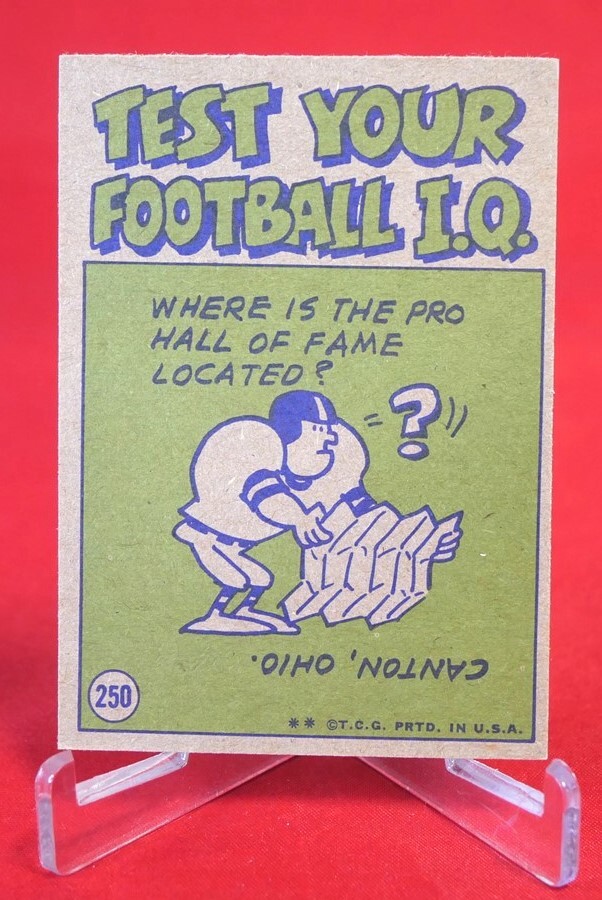 TEST YOUR
FOOTBALL I.Q.
WHERE IS THE PRO
HALL OF FAME
LOCATED?
?
CANTON, OHIO.
250
** ©T.C.G. PRTD. IN U.S.A.